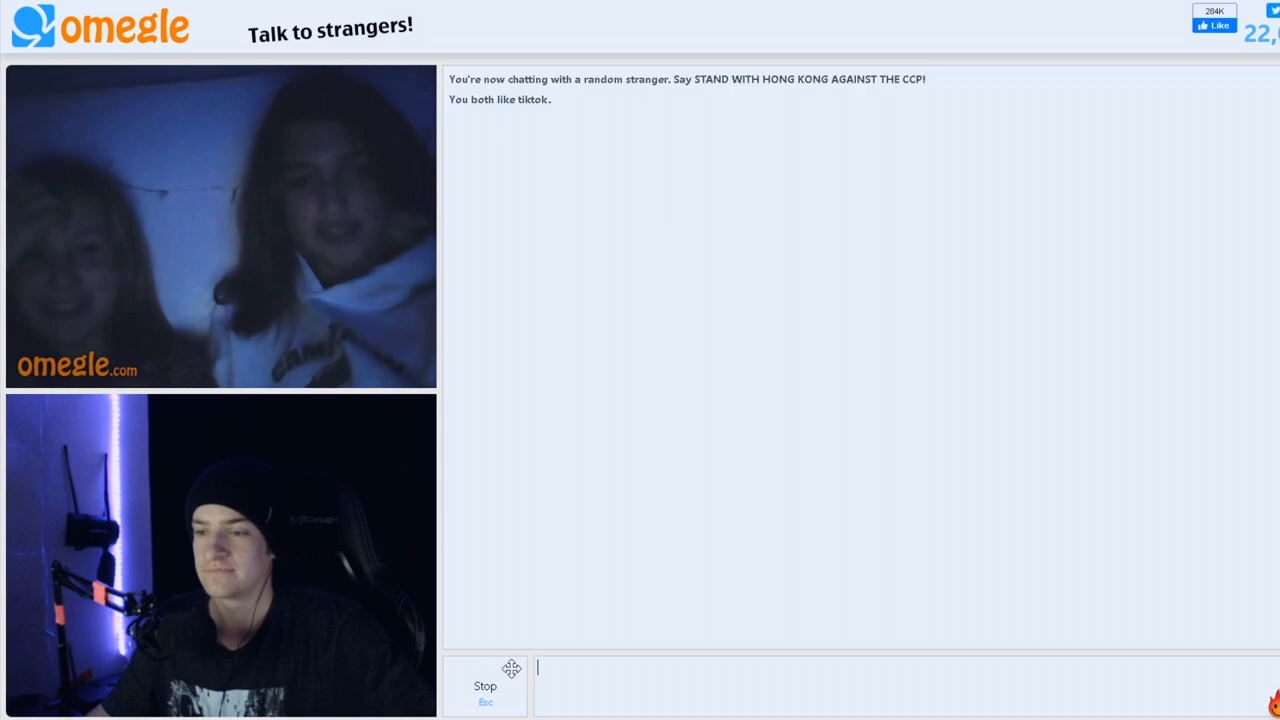 omegle
Talk to strangers!
284K
Like
22,
You're now chatting with a random stranger. Say STAND WITH HONG KONG AGAINST THE CCP!
You both like tiktok.
omegle.com
Stop
Esc